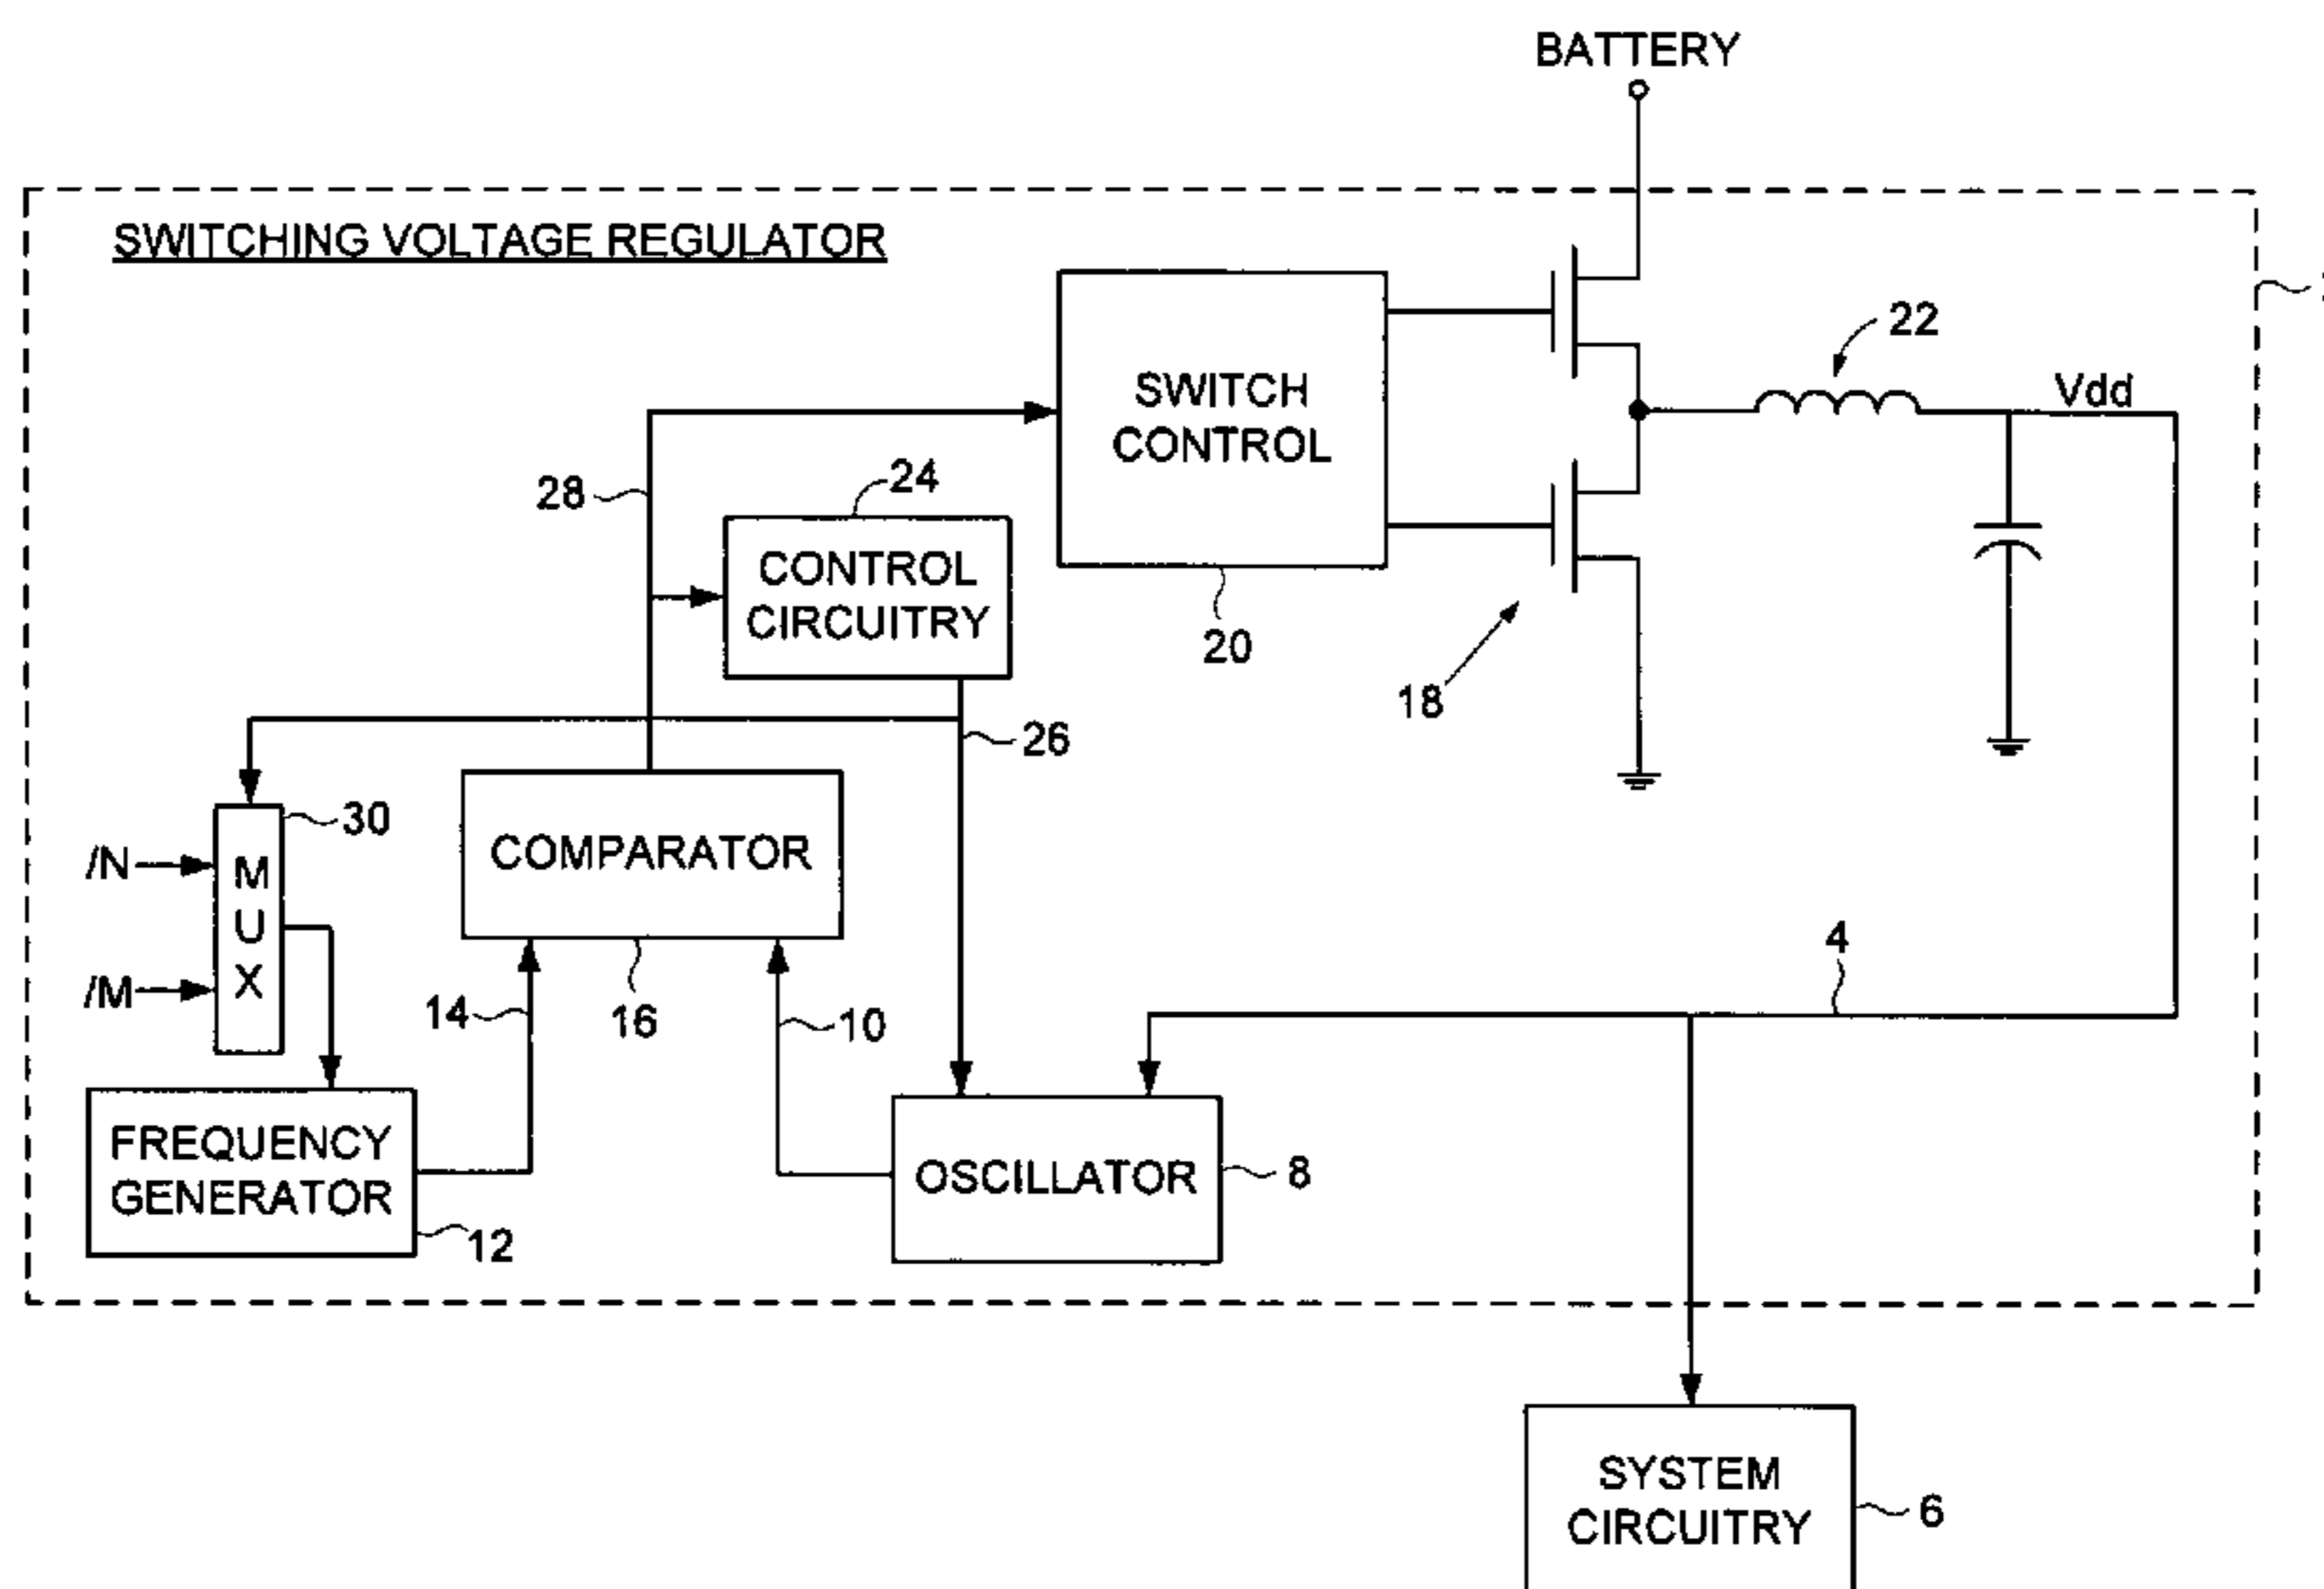 BATTERY
SWITCHING VOLTAGE REGULATOR
22
Vdd
SWITCH
CONTROL
28
24
CONTROL
CIRCUITRY
20
18
26
30
/N
MUX
COMPARATOR
/M
4
14
16
10
FREQUENCY
GENERATOR
OSCILLATOR
8
12
SYSTEM
CIRCUITRY
6